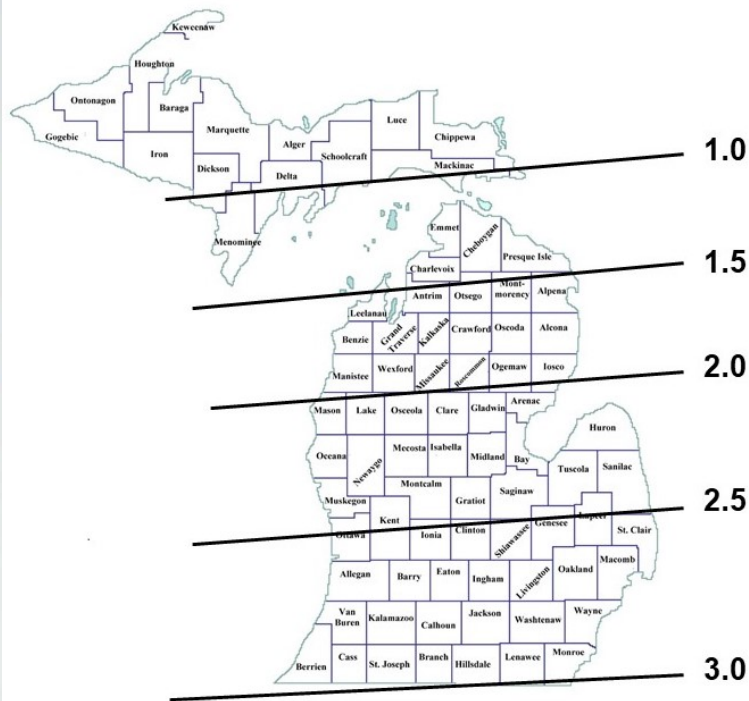 Keweenaw
Houghton
Ontonagon
Baraga
Gogebic
Iron
Marquette
Alger
Luce
Chippewa
Schoolcraft
Mackinac
Dickson
Delta
1.0
Menominee
Emmet
Cheboygan
Presque Isle
Charlevoix
1.5
Antrim
Otsego
Mont-
morency
Alpena
Leelanau
Benzie
Grand
Traverse
Kalkaska
Crawford
Oscoda
Alcona
Manistee
Wexford
Missaukee
Roscommon
Ogemaw
Iosco
2.0
Mason
Lake
Osceola
Clare
Gladwin
Arenac
Huron
Oceana
Newaygo
Mecosta
Isabella
Midland
Bay
Tuscola
Sanilac
Montcalm
Gratiot
Saginaw
Muskegon
2.5
Kent
Ottawa
Ionia
Clinton
Shiawassee
Genesee
Lapeer
St. Clair
Allegan
Barry
Eaton
Ingham
Livingston
Oakland
Macomb
Van
Buren
Kalamazoo
Calhoun
Jackson
Washtenaw
Wayne
Berrien
Cass
St. Joseph
Branch
Hillsdale
Lenawee
Monroe
3.0